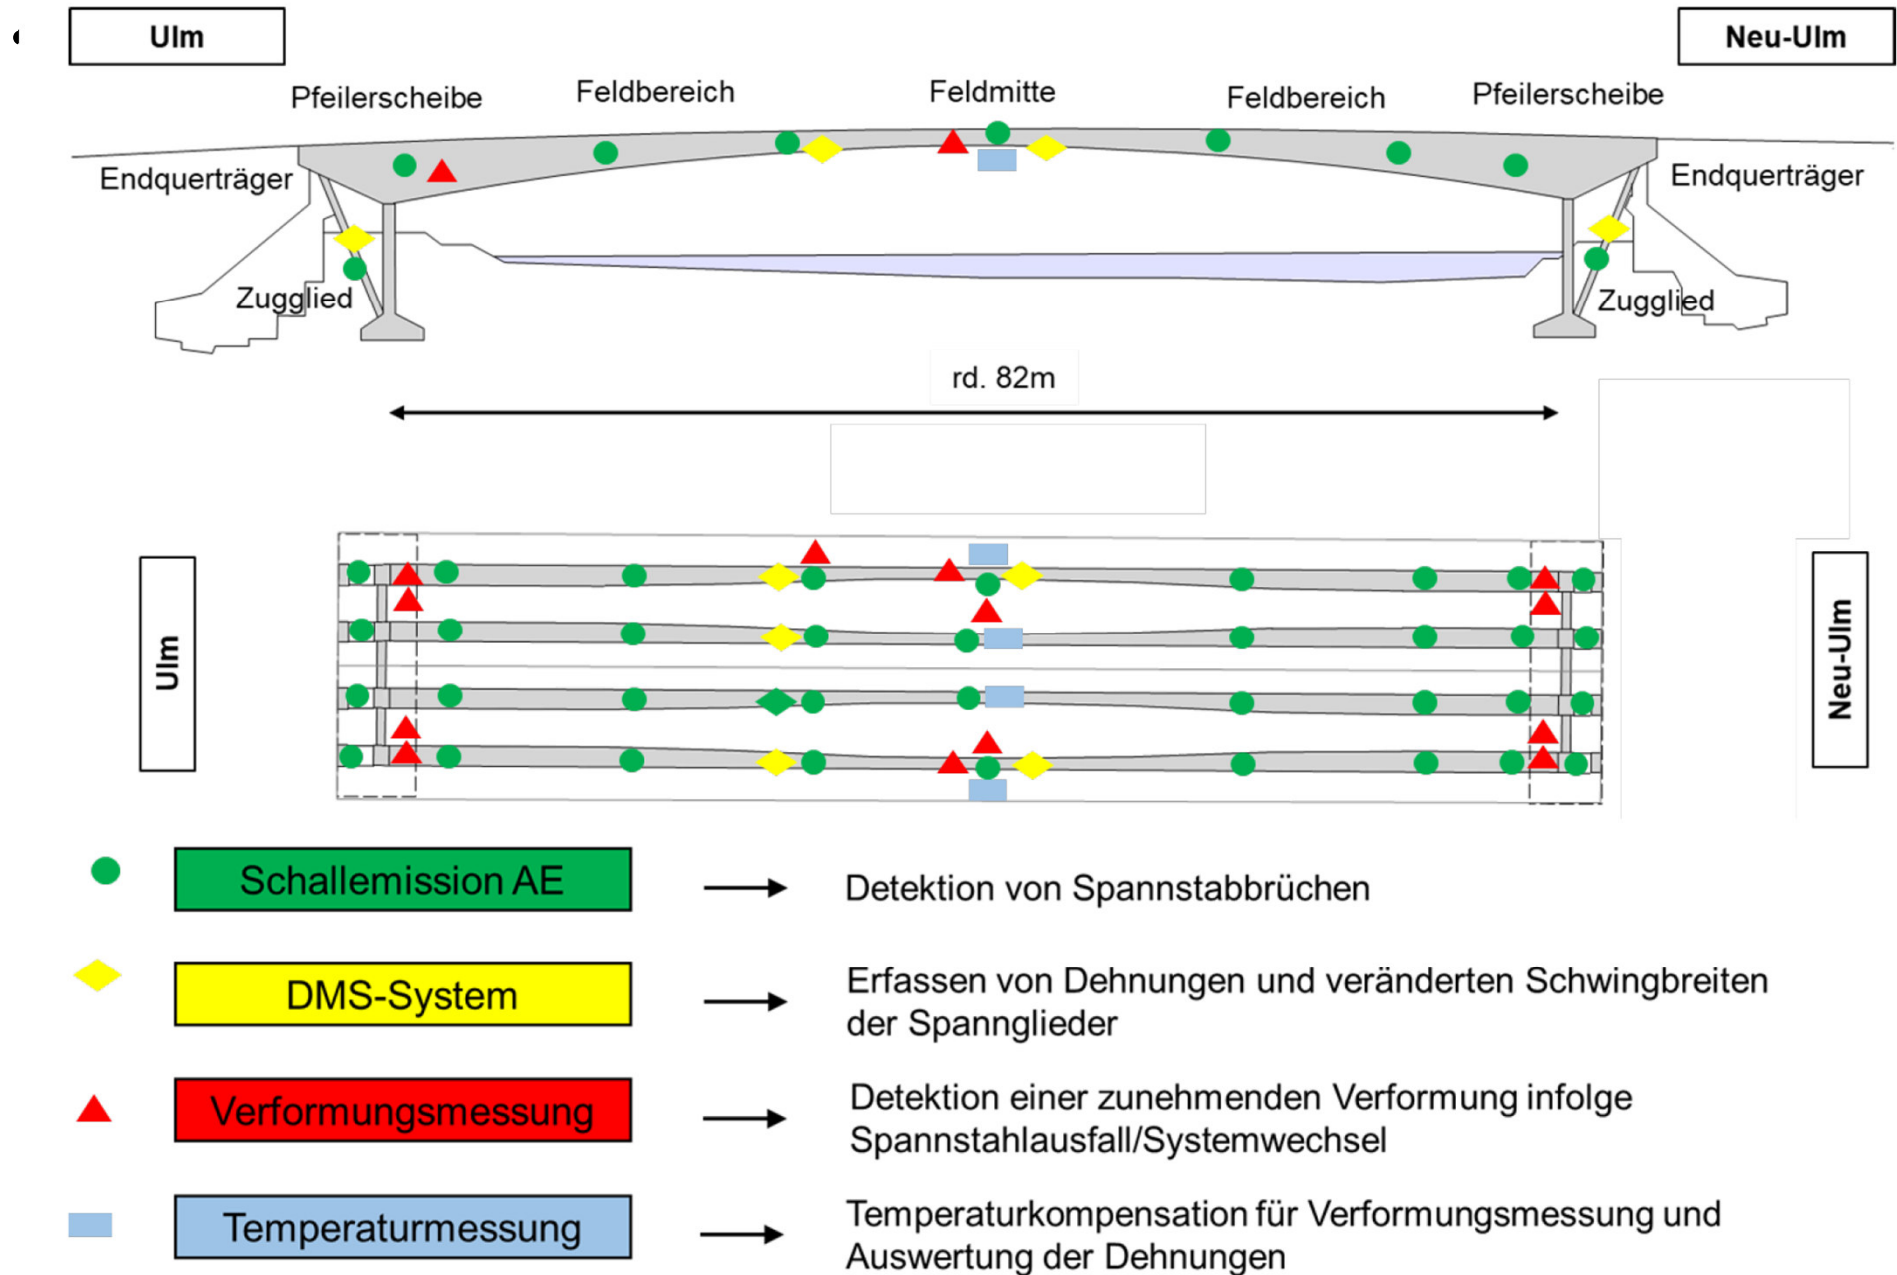 Ulm
Neu-Ulm
Pfeilerscheibe
Feldbereich
Feldmitte
Feldbereich
Pfeilerscheibe
Endquerträger
Endquerträger
Zugglied
Zugglied
rd. 82m
Ulm
Neu-Ulm
Schallemission AE
Detektion von Spannstabbrüchen
DMS-System
Erfassen von Dehnungen und veränderten Schwingbreiten
der Spannglieder
Verformungsmessung
Detektion einer zunehmenden Verformung infolge
Spannstahlausfall/Systemwechsel
Temperaturmessung
Temperaturkompensation für Verformungsmessung und
Auswertung der Dehnungen